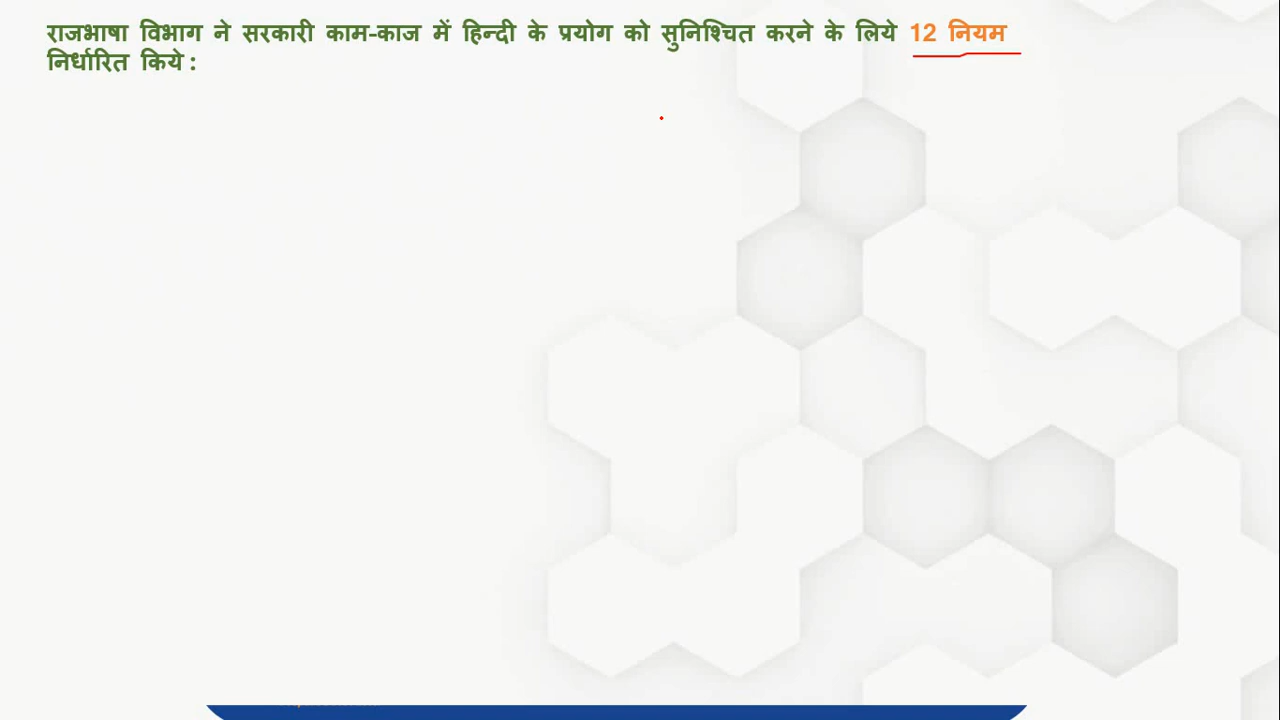 राजभाषा विभाग ने सरकारी काम-काज में हिन्दी के प्रयोग को सुनिश्चित करने के लिये 12 नियम
निर्धारित किये :